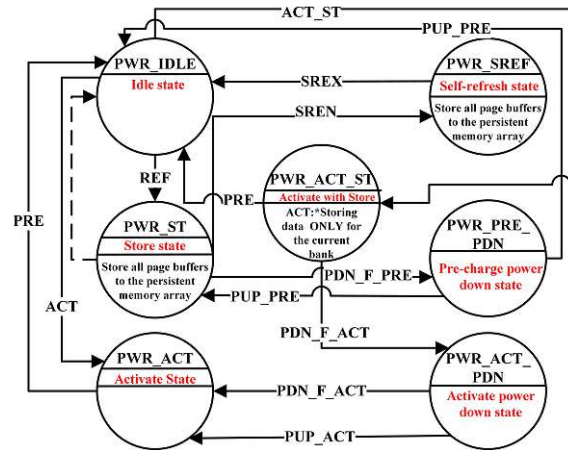 ACT_ST
PUP_PRE
PWR_IDLE
Idle state
PWR_SREF
Self-refresh state
Store all page buffers
to the persistent
memory array
SREX
SREN
REF
PRE
PWR_ACT_ST
Activate with Store
ACT:*Storing
data ONLY for
the current
bank
PRE
PWR_ST
Store state
Store all page buffers
to the persistent
memory array
PWR_PRE_
PDN
Pre-charge power
down state
PDN_F_PRE
PUP_PRE
ACT
PDN_F_ACT
PWR_ACT
Activate State
PWR_ACT_
PDN
Activate power
down state
PDN_F_ACT
PUP_ACT